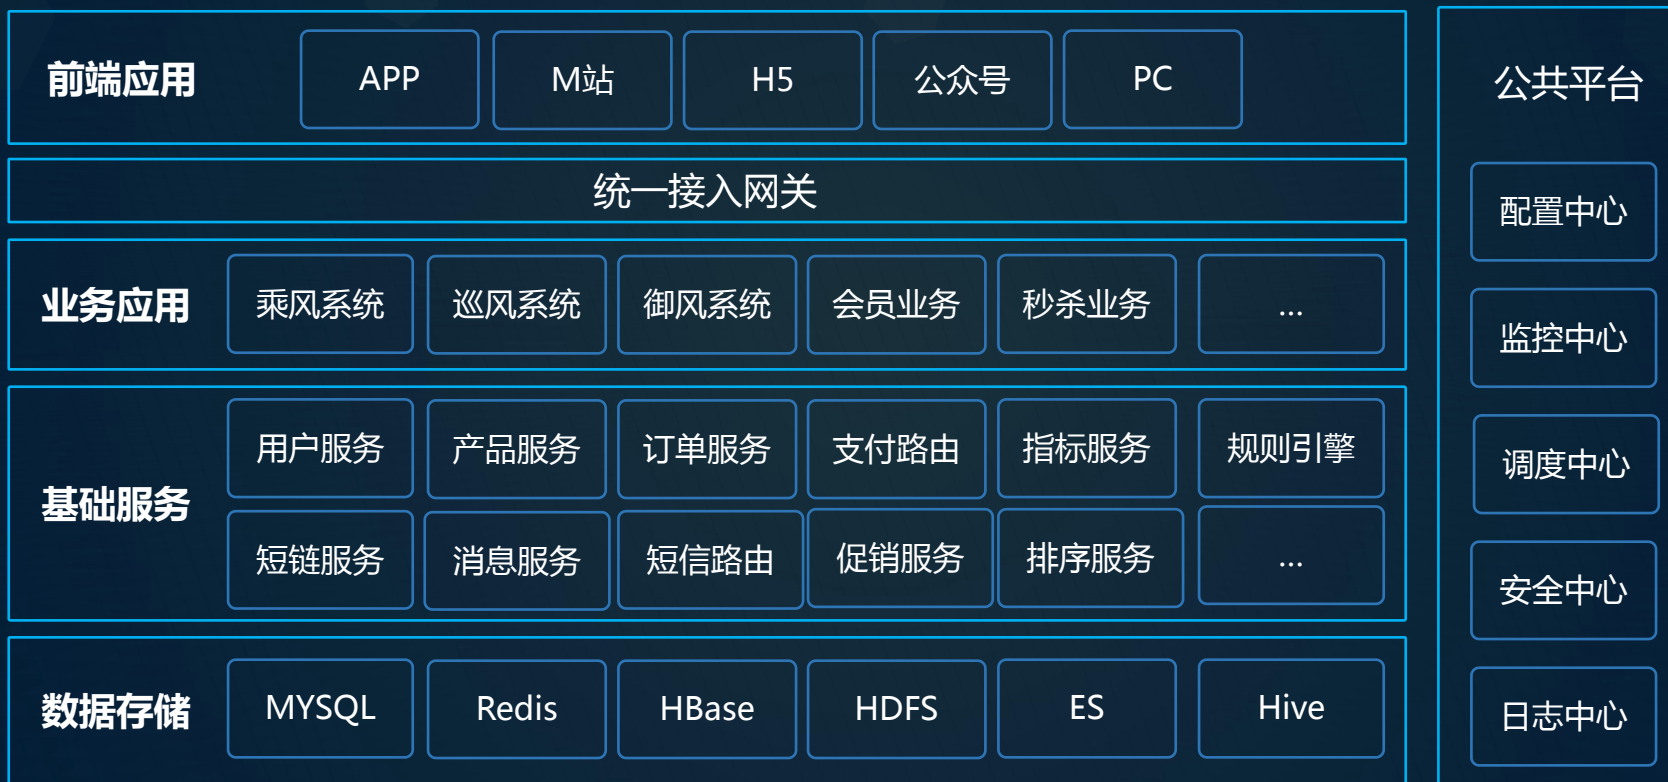 前端应用
APP
M站
H5
公众号
PC
统一接入网关
业务应用
乘风系统
巡风系统
御风系统
会员业务
秒杀业务
...
基础服务
用户服务
产品服务
订单服务
支付路由
指标服务
规则引擎
短链服务
消息服务
短信路由
促销服务
排序服务
...
数据存储
MYSQL
Redis
HBase
HDFS
ES
Hive
公共平台
配置中心
监控中心
调度中心
安全中心
日志中心